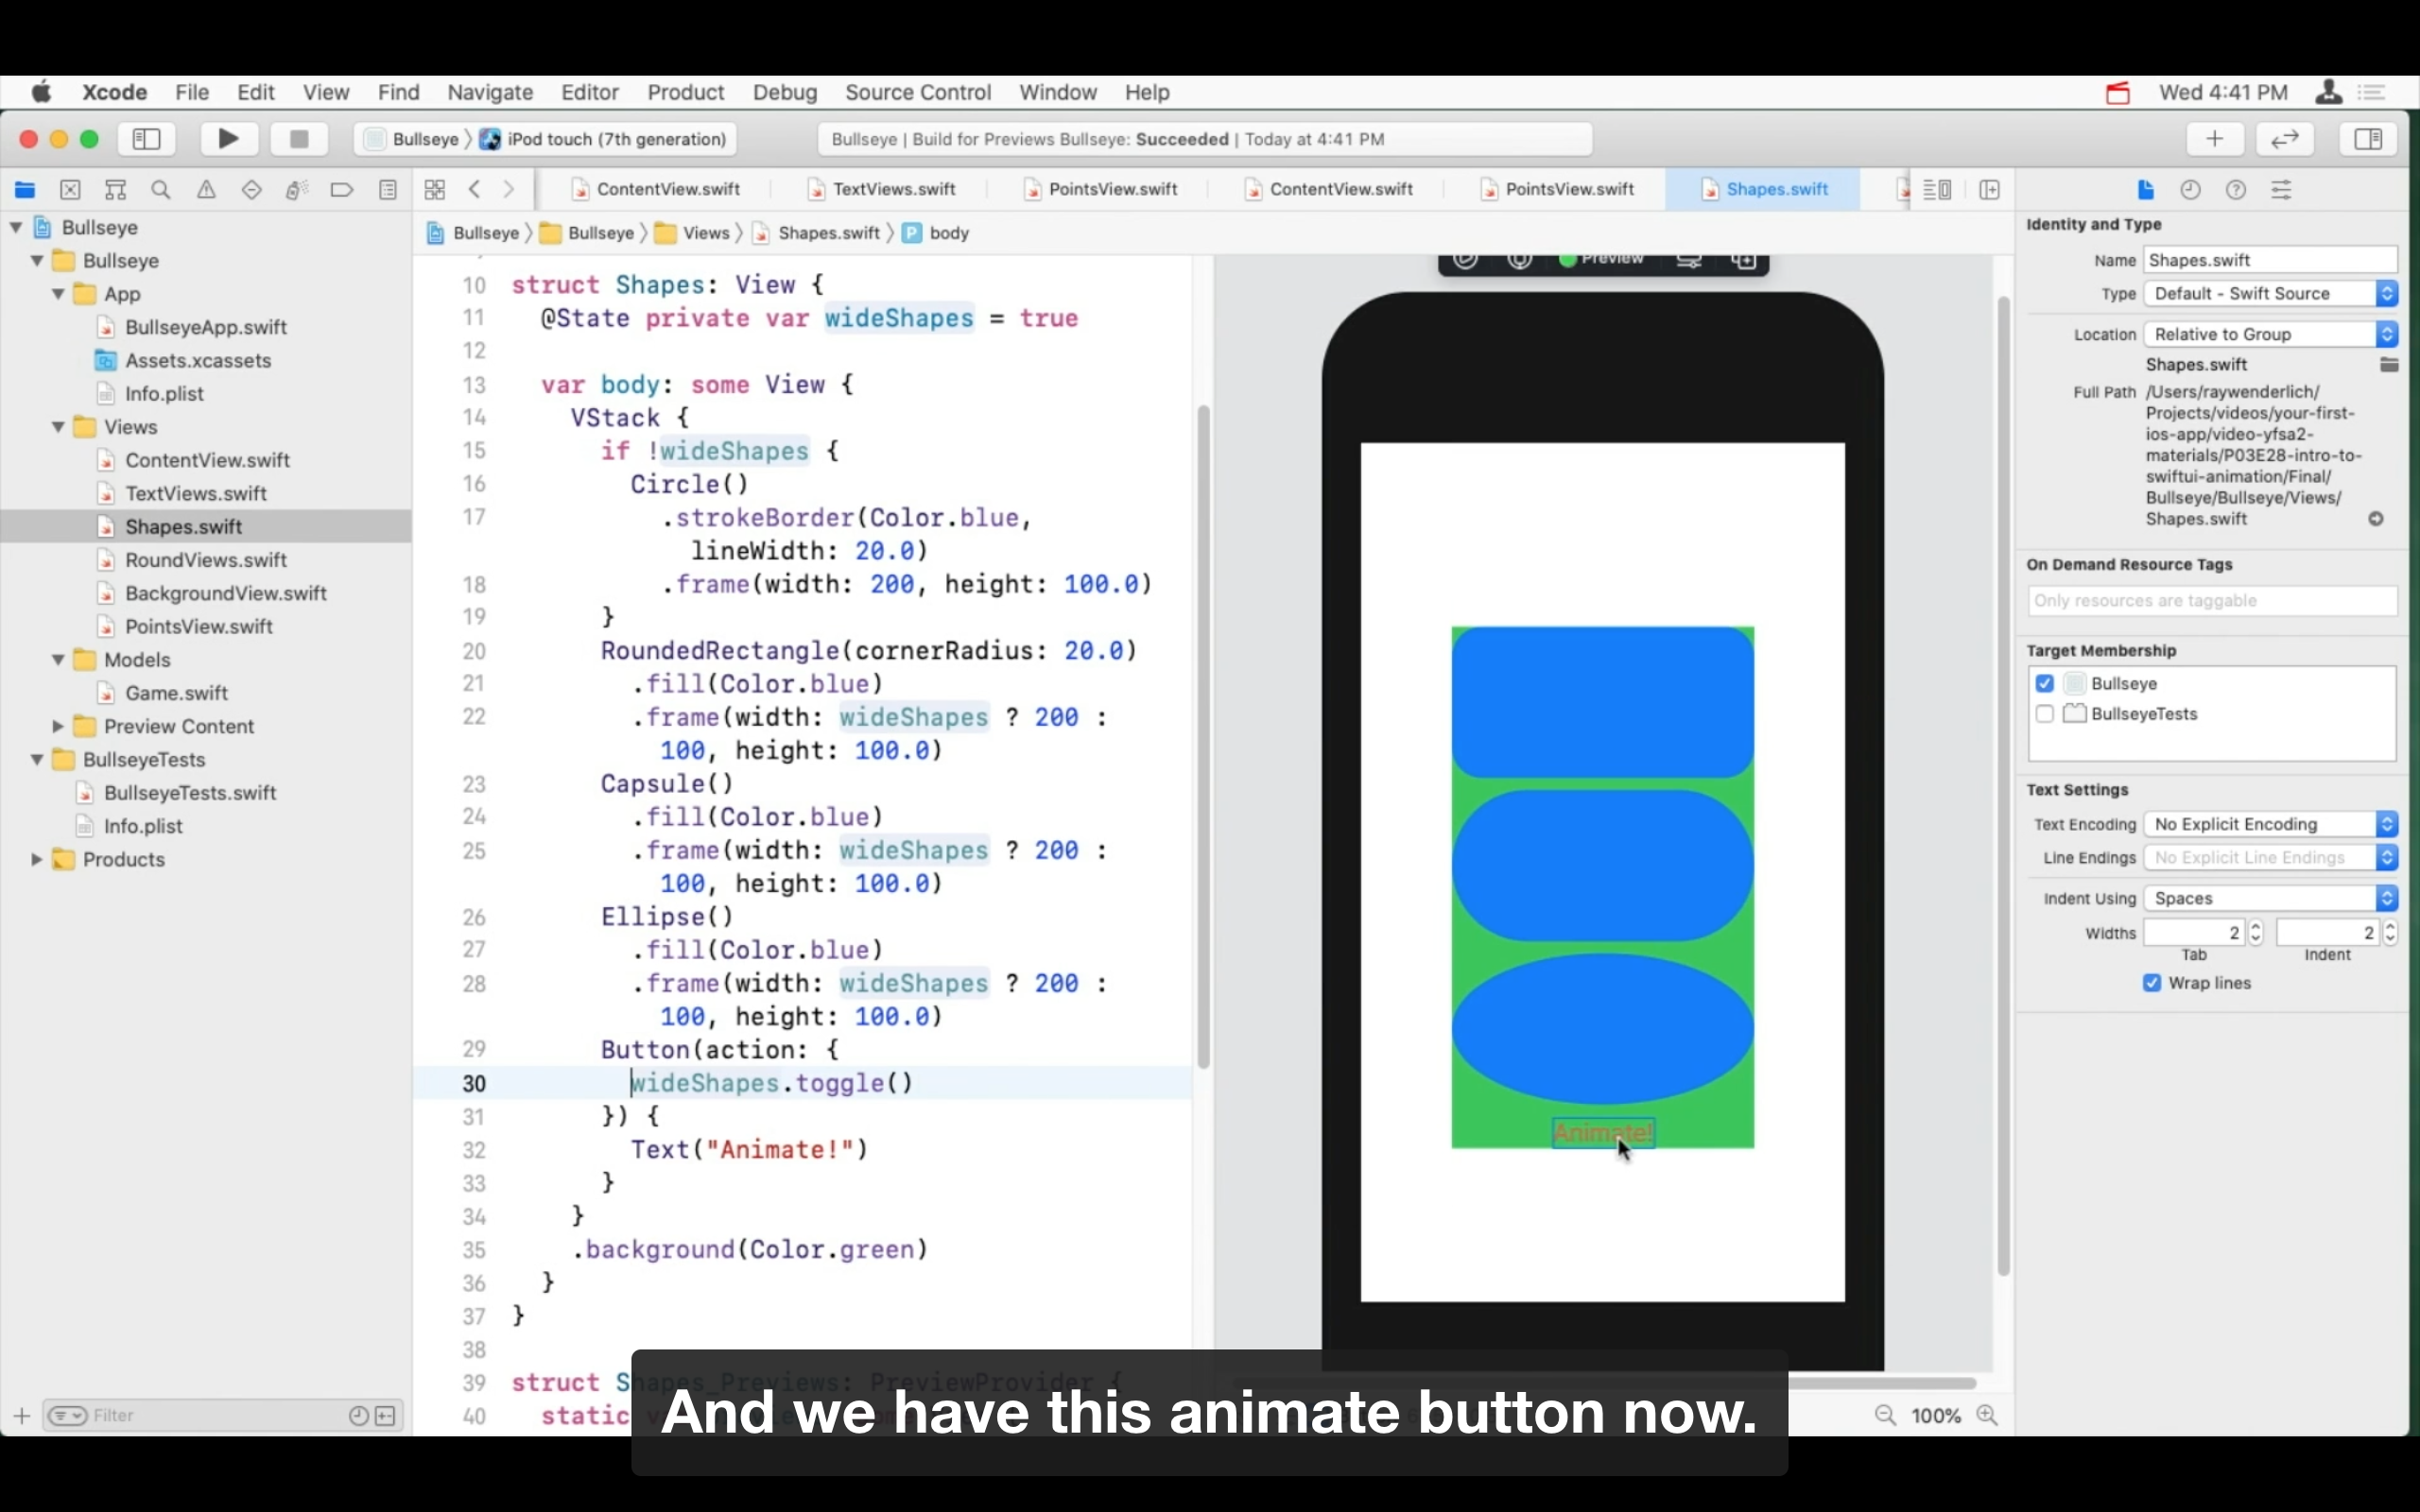 Xcode File Edit View Find Navigate Editor Product Debug Source Control Window Help
Wed 4:41 PM
Bullseye
iPod touch (7th generation)
Bullseye | Build for Previews Bullseye: Succeeded | Today at 4:41 PM
ContentView.swift
TextViews.swift
PointsView.swift
ContentView.swift
PointsView.swift
Shapes.swift
Bullseye
Bullseye
Views
Shapes.swift
body
Bullseye
Bullseye
App
BullseyeApp.swift
Assets.xcassets
Info.plist
Views
ContentView.swift
TextViews.swift
Shapes.swift
RoundViews.swift
BackgroundView.swift
PointsView.swift
Models
Game.swift
Preview Content
BullseyeTests
BullseyeTests.swift
Info.plist
Products
Filter
10 struct Shapes: View {
11 @State private var wideShapes = true
12
13 var body: some View {
14 VStack {
15 if !wideShapes {
16 Circle()
17 .strokeBorder(Color.blue,
lineWidth: 20.0)
18 .frame(width: 200, height: 100.0)
19 }
20 RoundedRectangle(cornerRadius: 20.0)
21 .fill(Color.blue)
22 .frame(width: wideShapes ? 200 :
100, height: 100.0)
23 Capsule()
24 .fill(Color.blue)
25 .frame(width: wideShapes ? 200 :
100, height: 100.0)
26 Ellipse()
27 .fill(Color.blue)
28 .frame(width: wideShapes ? 200 :
100, height: 100.0)
29 Button(action: {
30 wideShapes.toggle()
31 }) {
32 Text("Animate!")
33 }
34 }
35 .background(Color.green)
36 }
37 }
38
39 struct Shapes_Previews: PreviewProvider {
40 static
Preview
Animate!
100%
Identity and Type
Name Shapes.swift
Type Default - Swift Source
Location Relative to Group
Shapes.swift
Full Path /Users/raywenderlich/
Projects/videos/your-first-
ios-app/video-yfsa2-
materials/P03E28-intro-to-
swiftui-animation/Final/
Bullseye/Bullseye/Views/
Shapes.swift
On Demand Resource Tags
Only resources are taggable
Target Membership
Bullseye
BullseyeTests
Text Settings
Text Encoding No Explicit Encoding
Line Endings No Explicit Line Endings
Indent Using Spaces
Widths 2 2
Tab Indent
Wrap lines
And we have this animate button now.